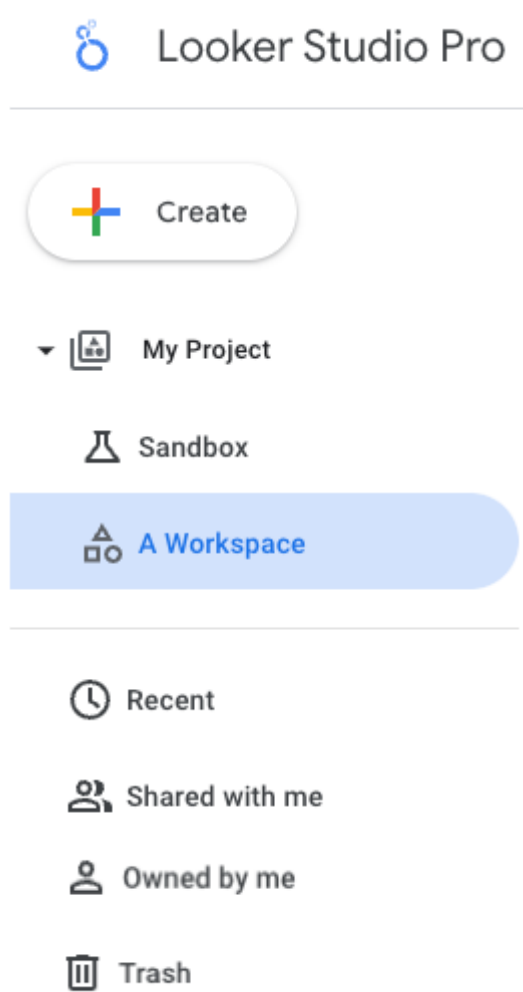 Looker Studio Pro
Create
My Project
Sandbox
A Workspace
Recent
Shared with me
Owned by me
Trash